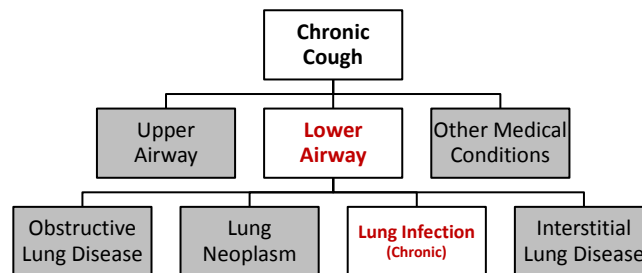 Chronic
Cough
Upper
Airway
Lower
Airway
Other Medical
Conditions
Obstructive
Lung Disease
Lung
Neoplasm
Lung Infection
(Chronic)
Interstitial
Lung Disease